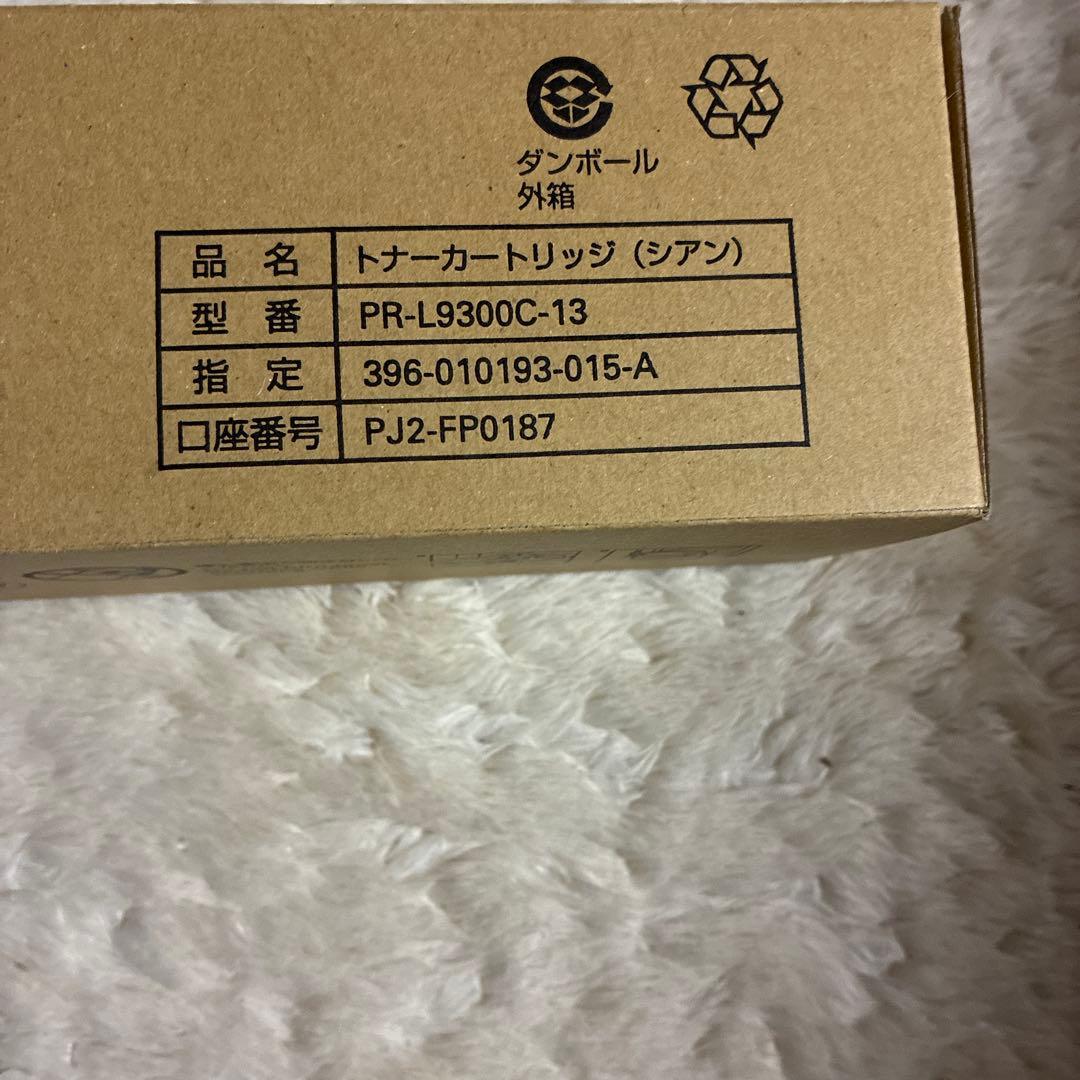 ダンボール
外箱
品 名 トナーカートリッジ（シアン）
型 番 PR-L9300C-13
指 定 396-010193-015-A
口座番号 PJ2-FP0187